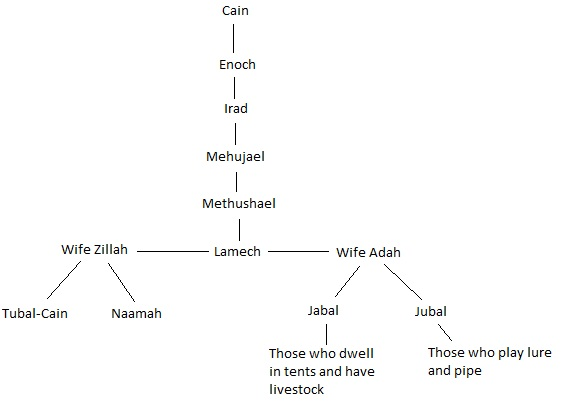 Cain
Enoch
Irad
Mehujael
Methushael
Wife Zillah
Lamech
Wife Adah
Tubal-Cain
Naamah
Jabal
Jubal
Those who dwell
in tents and have
livestock
Those who play lure
and pipe